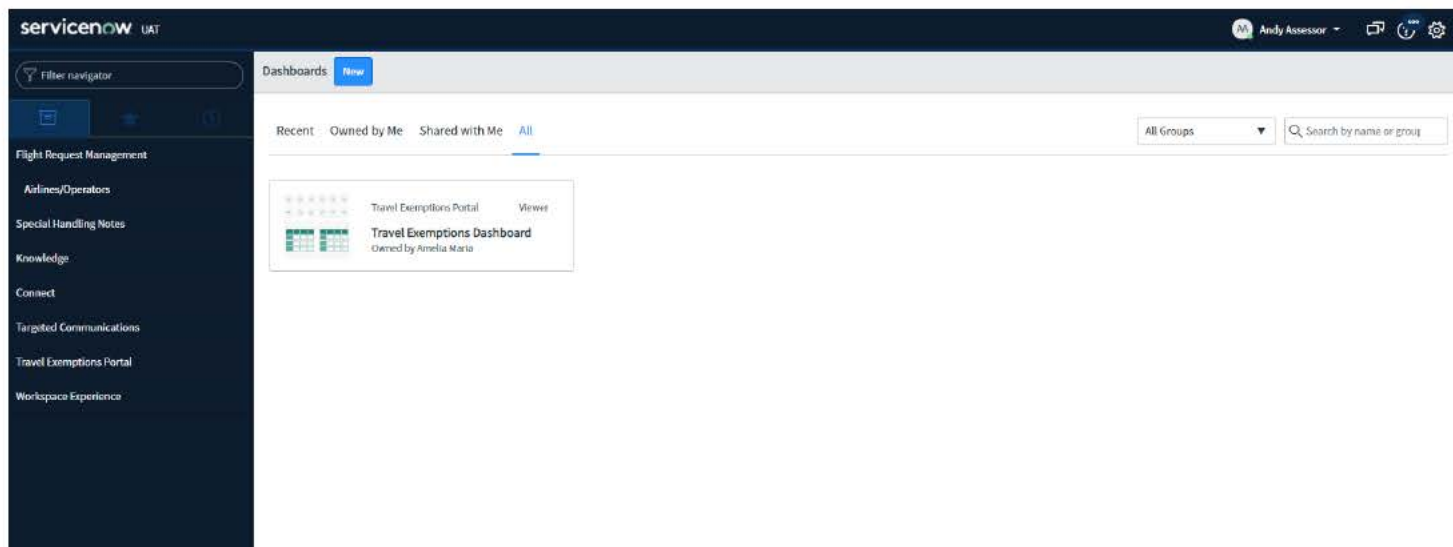 servicenow UAT
Andy Assessor
Filter navigator
Dashboards New
Recent Owned by Me Shared with Me All
All Groups
Search by name or group
Flight Request Management
Airlines/Operators
Special Handling Notes
Knowledge
Connect
Targeted Communications
Travel Exemptions Portal
Workspace Experience
Travel Exemptions Portal Viewer
Travel Exemptions Dashboard
Owned by Amelia Maria